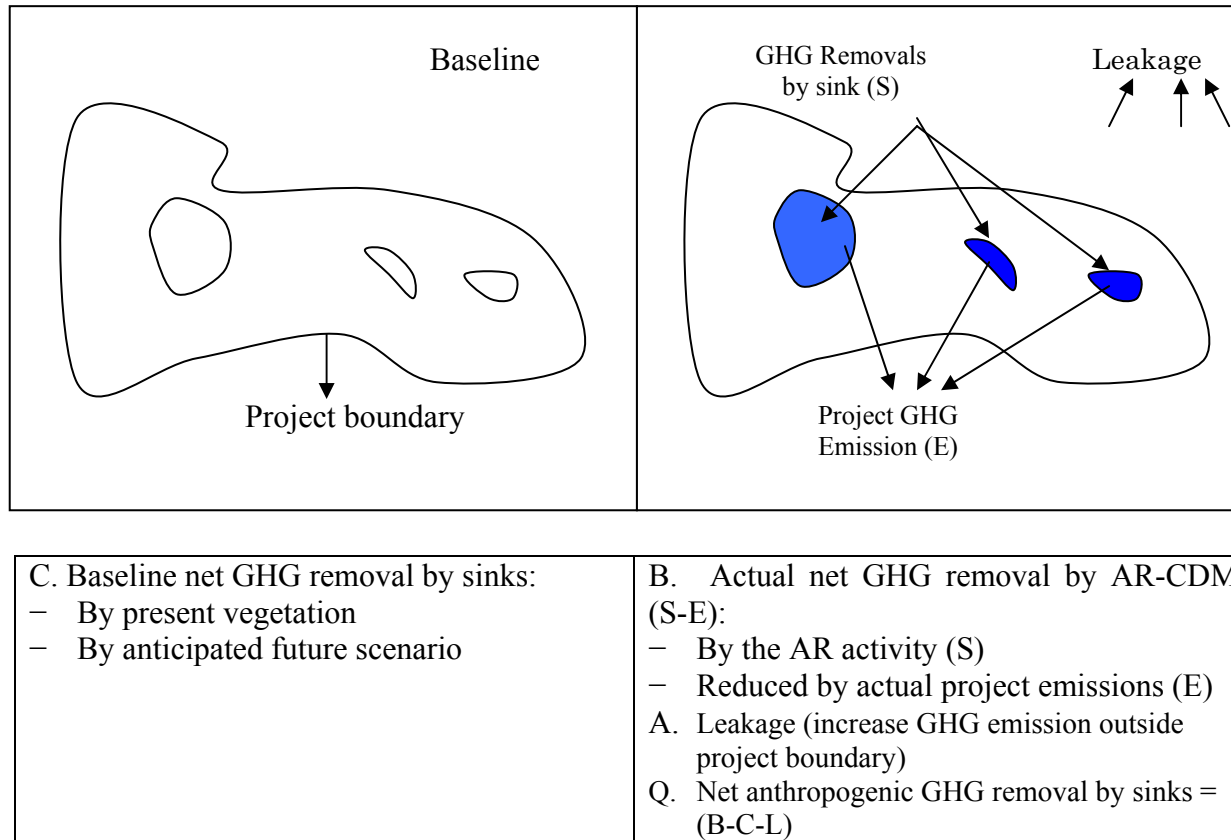 Baseline
GHG Removals
by sink (S)
Leakage
Project boundary
Project GHG
Emission (E)
C. Baseline net GHG removal by sinks:
− By present vegetation
− By anticipated future scenario
B. Actual net GHG removal by AR-CDM
(S-E):
− By the AR activity (S)
− Reduced by actual project emissions (E)
A. Leakage (increase GHG emission outside
project boundary)
Q. Net anthropogenic GHG removal by sinks =
(B-C-L)